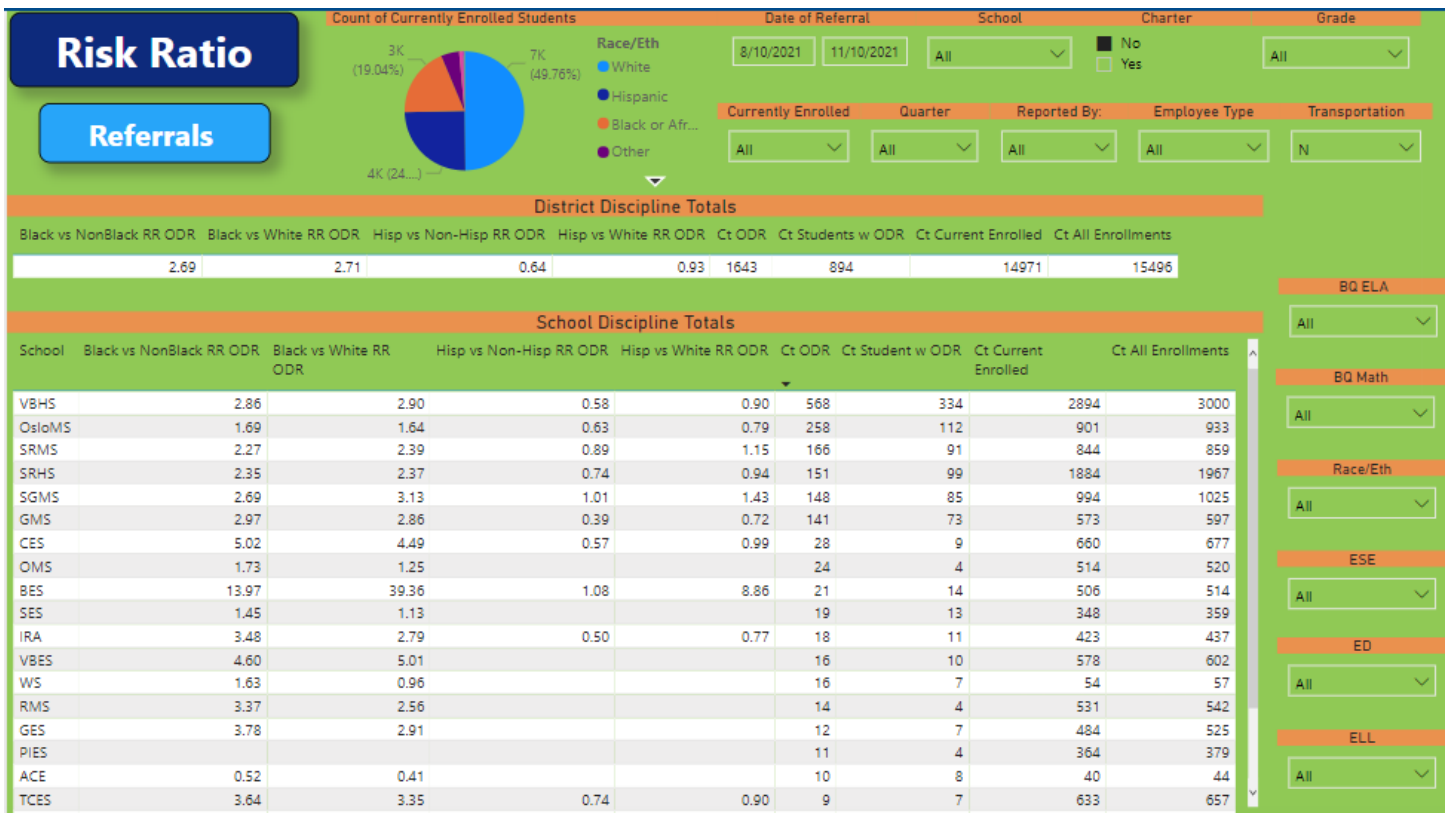 Risk Ratio
Referrals
Count of Currently Enrolled Students
3K
(19.04%)
7K
(49.76%)
4K (24....)
Race/Eth
White
Hispanic
Black or Afr...
Other
Date of Referral School Charter Grade
8/10/2021 11/10/2021 All No All
Yes
Currently Enrolled Quarter Reported By: Employee Type Transportation
All All All All N
District Discipline Totals
Black vs NonBlack RR ODR Black vs White RR ODR Hisp vs Non-Hisp RR ODR Hisp vs White RR ODR Ct ODR Ct Students w ODR Ct Current Enrolled Ct All Enrollments
2.69 2.71 0.64 0.93 1643 894 14971 15496
School Discipline Totals
School Black vs NonBlack RR ODR Black vs White RR ODR Hisp vs Non-Hisp RR ODR Hisp vs White RR ODR Ct ODR Ct Student w ODR Ct Current Enrolled Ct All Enrollments
VBHS 2.86 2.90 0.58 0.90 568 334 2894 3000
OsloMS 1.69 1.64 0.63 0.79 258 112 901 933
SRMS 2.27 2.39 0.89 1.15 166 91 844 859
SRHS 2.35 2.37 0.74 0.94 151 99 1884 1967
SGMS 2.69 3.13 1.01 1.43 148 85 994 1025
GMS 2.97 2.86 0.39 0.72 141 73 573 597
CES 5.02 4.49 0.57 0.99 28 9 660 677
OMS 1.73 1.25 24 4 514 520
BES 13.97 39.36 1.08 8.86 21 14 506 514
SES 1.45 1.13 19 13 348 359
IRA 3.48 2.79 0.50 0.77 18 11 423 437
VBES 4.60 5.01 16 10 578 602
WS 1.63 0.96 16 7 54 57
RMS 3.37 2.56 14 4 531 542
GES 3.78 2.91 12 7 484 525
PIES 11 4 364 379
ACE 0.52 0.41 10 8 40 44
TCES 3.64 3.35 0.74 0.90 9 7 633 657
BQ ELA
All
BQ Math
All
Race/Eth
All
ESE
All
ED
All
ELL
All